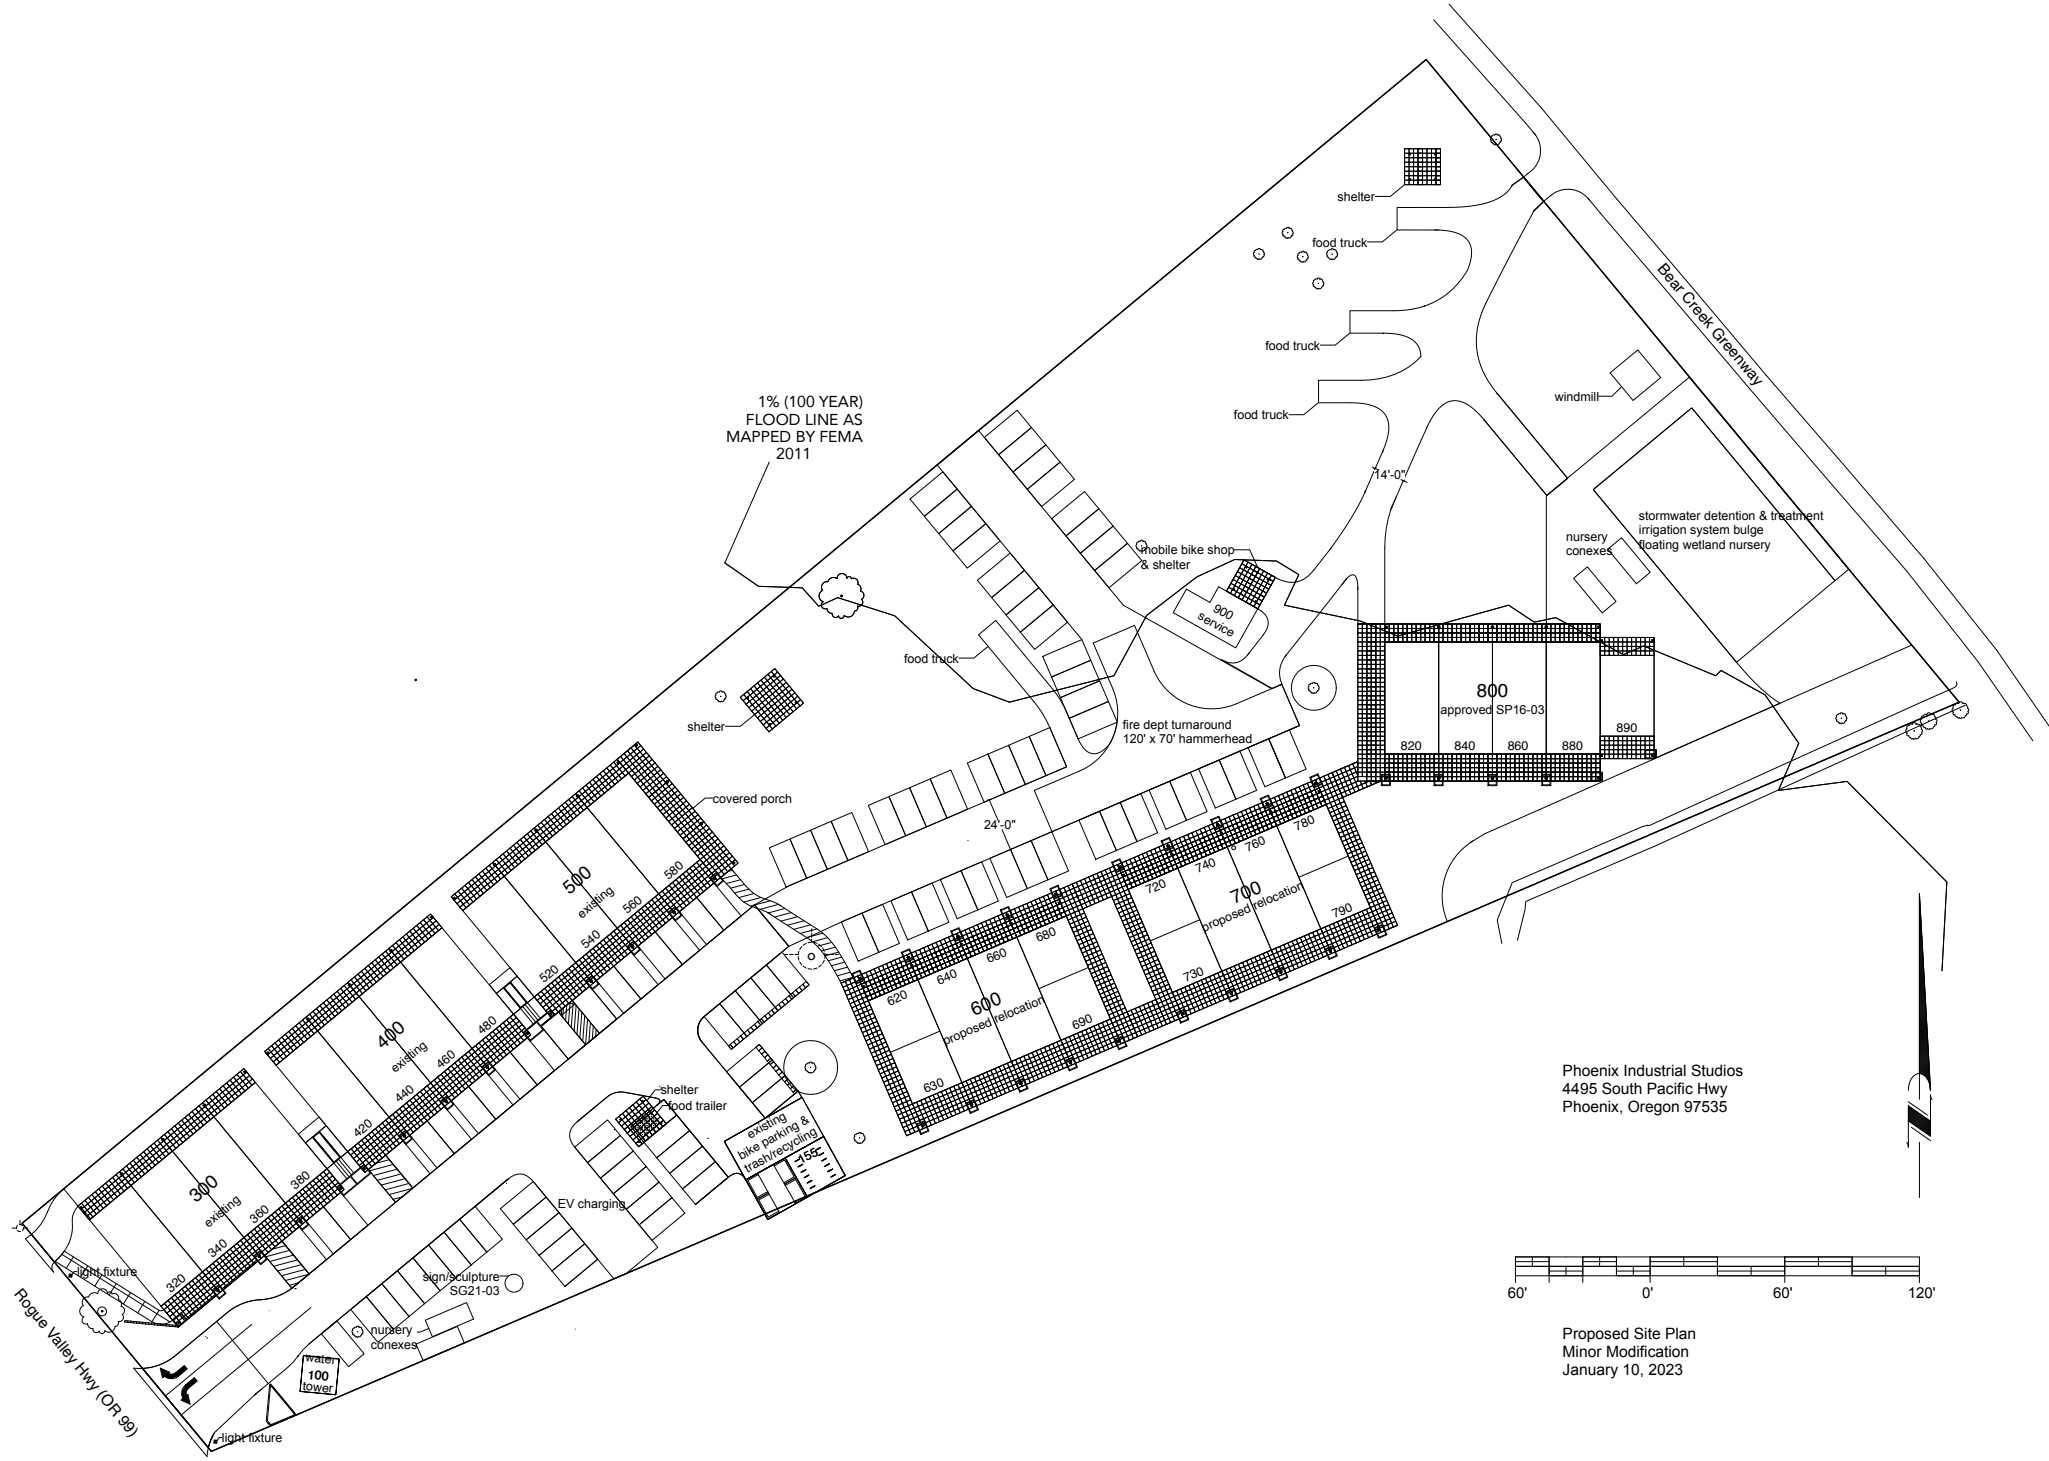 shelter
food truck
food truck
food truck
Bear Creek Greenway
windmill
1% (100 YEAR)
FLOOD LINE AS
MAPPED BY FEMA
2011
14'-0"
stormwater detention & treatment
irrigation system bulge
floating wetland nursery
nursery
conexes
mobile bike shop
& shelter
900
service
food truck
shelter
fire dept turnaround
120' x 70' hammerhead
800
approved SP16-03
820
840
860
880
890
covered porch
24'-0"
500
existing
520
540
560
580
700
proposed relocation
720
740
760
780
730
790
600
proposed relocation
620
640
660
680
630
690
400
existing
420
440
460
480
shelter
food trailer
existing
bike parking &
trash/recycling
155
300
existing
320
340
360
380
EV charging
sign/sculpture
SG21-03
nursery
conexes
water
100
tower
light fixture
light fixture
Rogue Valley Hwy (OR 99)
Phoenix Industrial Studios
4495 South Pacific Hwy
Phoenix, Oregon 97535
60'
0'
60'
120'
Proposed Site Plan
Minor Modification
January 10, 2023